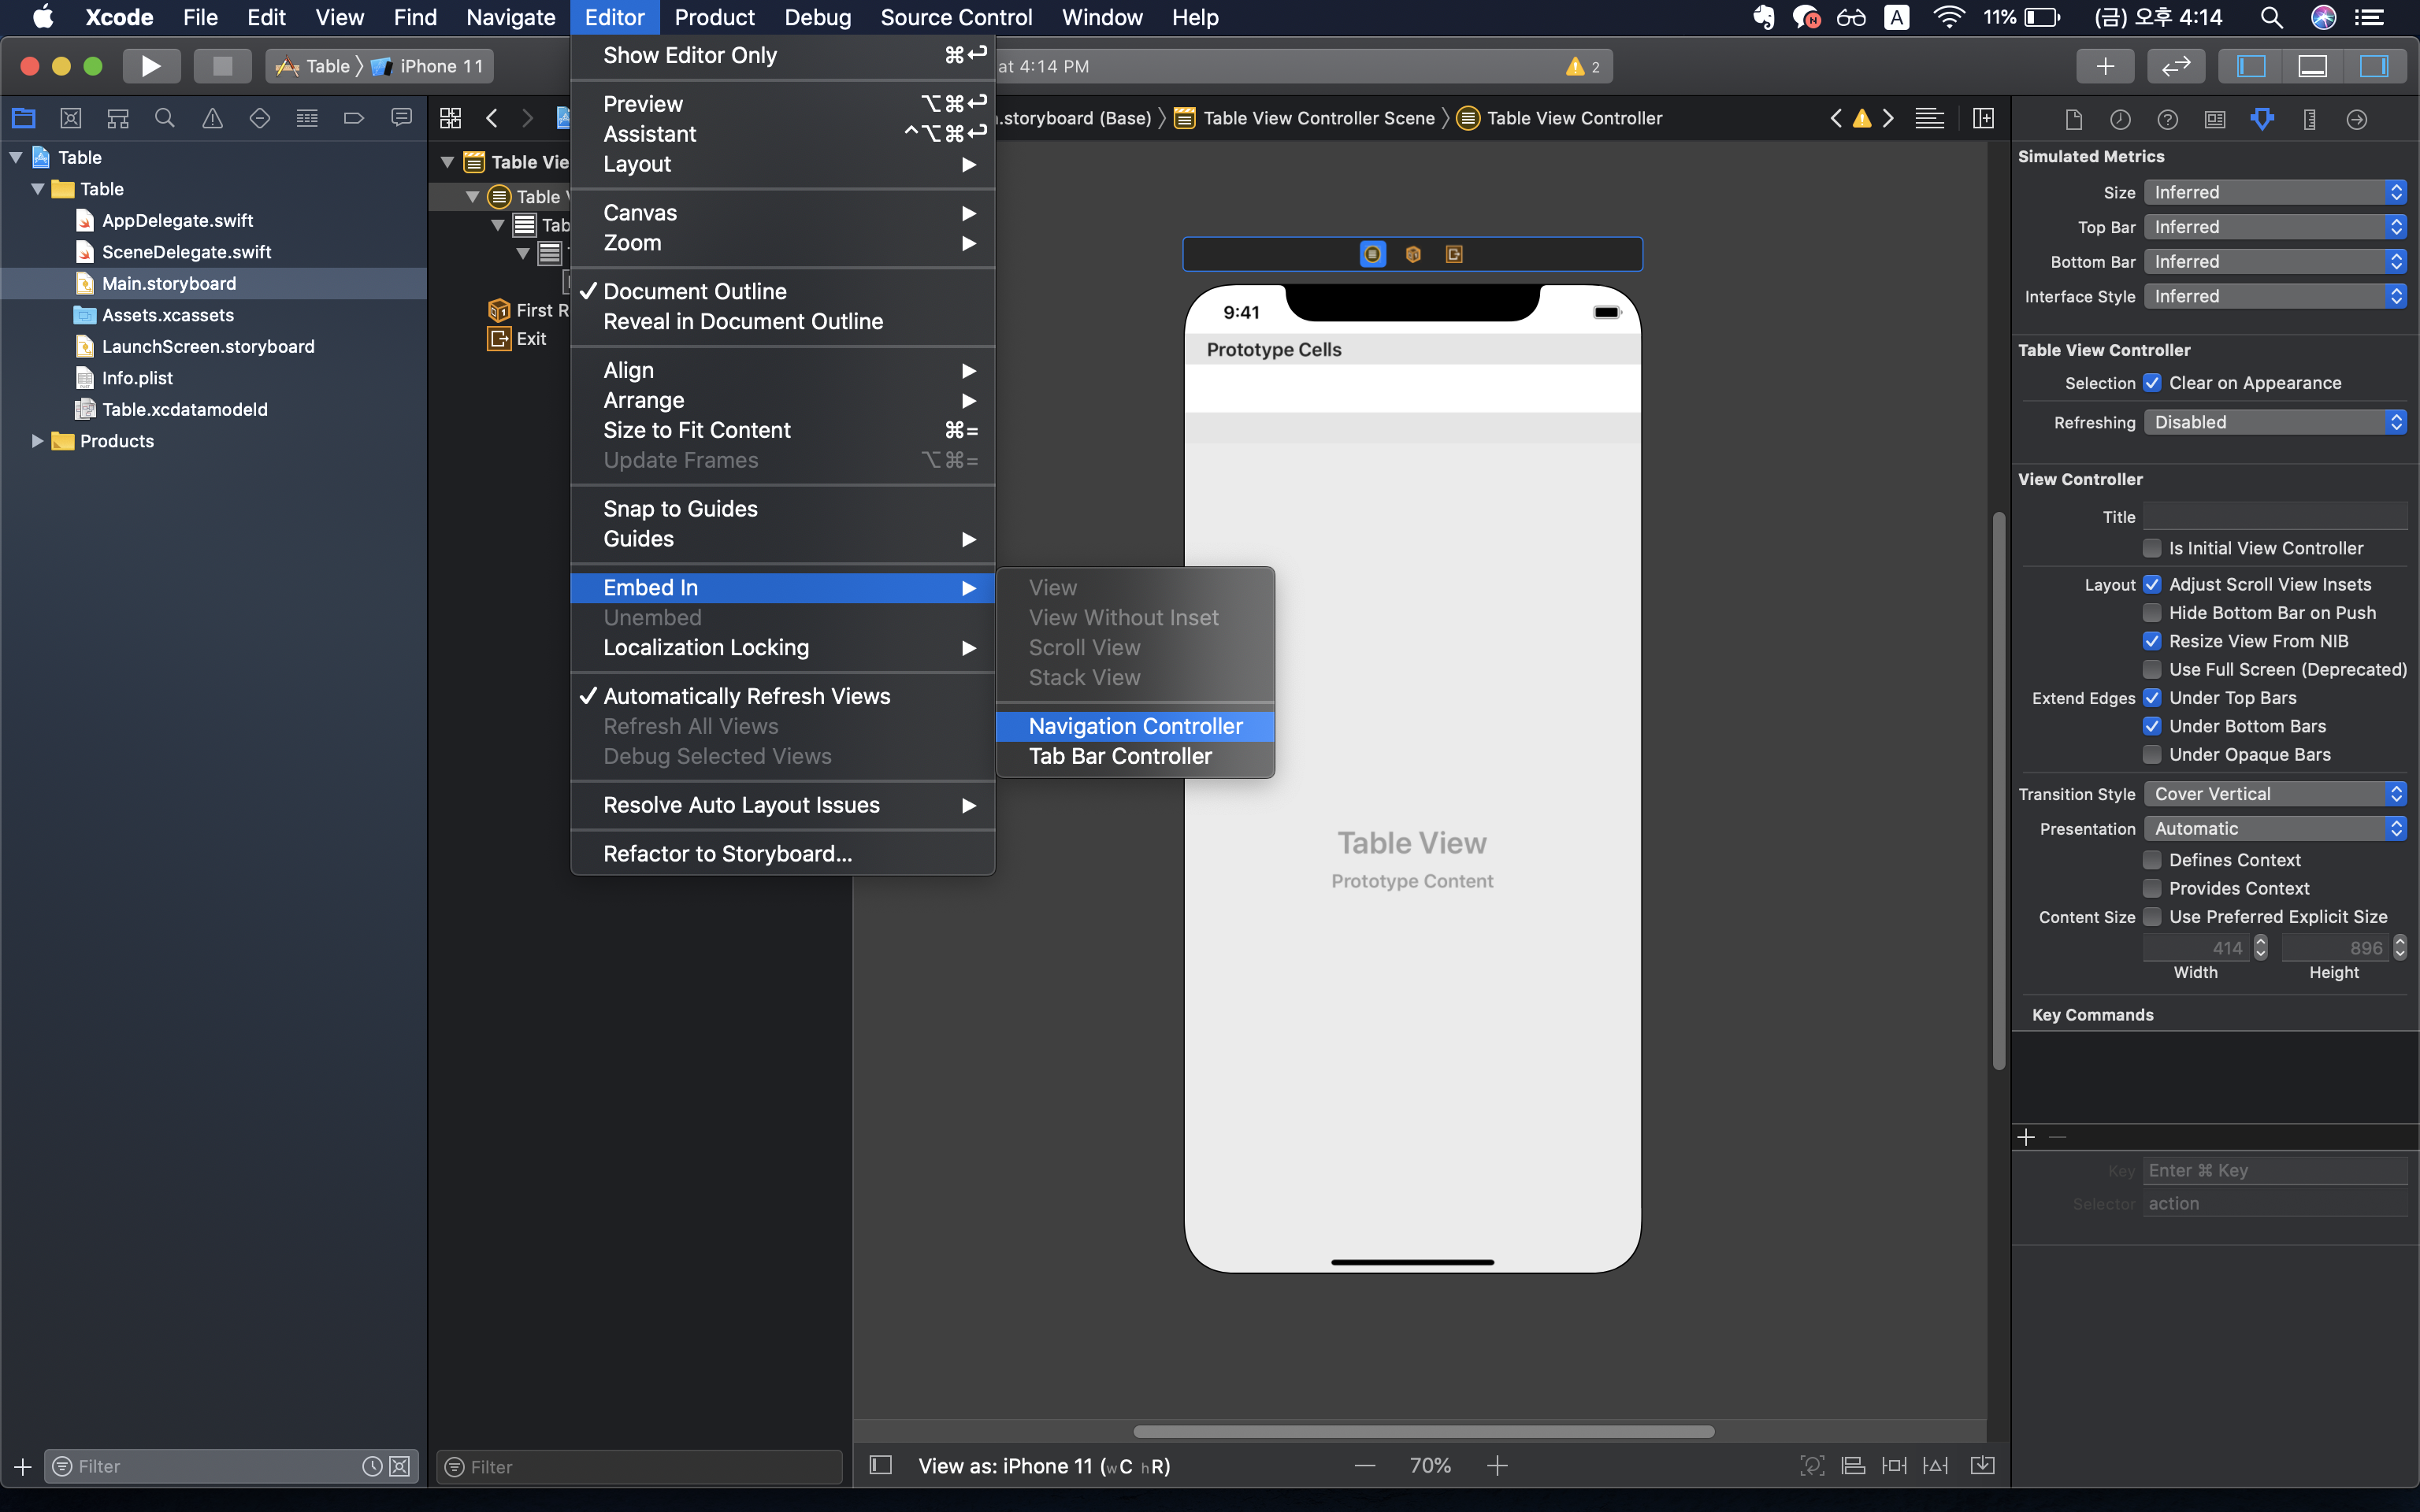 Xcode File Edit View Find Navigate Editor Product Debug Source Control Window Help
N A 11% (금) 오후 4:14
Table 〉 iPhone 11
at 4:14 PM
2
.storyboard (Base) 〉 Table View Controller Scene 〉 Table View Controller
Table
Table
AppDelegate.swift
SceneDelegate.swift
Main.storyboard
Assets.xcassets
LaunchScreen.storyboard
Info.plist
Table.xcdatamodeld
Products
Filter
Table Vie
Table
Tab
First R
Exit
Filter
Show Editor Only ⌘↩
Preview ⌥⌘↩
Assistant ^⌥⌘↩
Layout ▶
Canvas ▶
Zoom ▶
✓ Document Outline
Reveal in Document Outline
Align ▶
Arrange ▶
Size to Fit Content ⌘=
Update Frames ⌥⌘=
Snap to Guides
Guides ▶
Embed In ▶
Unembed
Localization Locking ▶
✓ Automatically Refresh Views
Refresh All Views
Debug Selected Views
Resolve Auto Layout Issues ▶
Refactor to Storyboard...
View
View Without Inset
Scroll View
Stack View
Navigation Controller
Tab Bar Controller
9:41
Prototype Cells
Table View
Prototype Content
View as: iPhone 11 (wC hR)
70%
Simulated Metrics
Size Inferred
Top Bar Inferred
Bottom Bar Inferred
Interface Style Inferred
Table View Controller
Selection Clear on Appearance
Refreshing Disabled
View Controller
Title
Is Initial View Controller
Layout Adjust Scroll View Insets
Hide Bottom Bar on Push
Resize View From NIB
Use Full Screen (Deprecated)
Extend Edges Under Top Bars
Under Bottom Bars
Under Opaque Bars
Transition Style Cover Vertical
Presentation Automatic
Defines Context
Provides Context
Content Size Use Preferred Explicit Size
414 896
Width Height
Key Commands
Key Enter ⌘ Key
Selector action